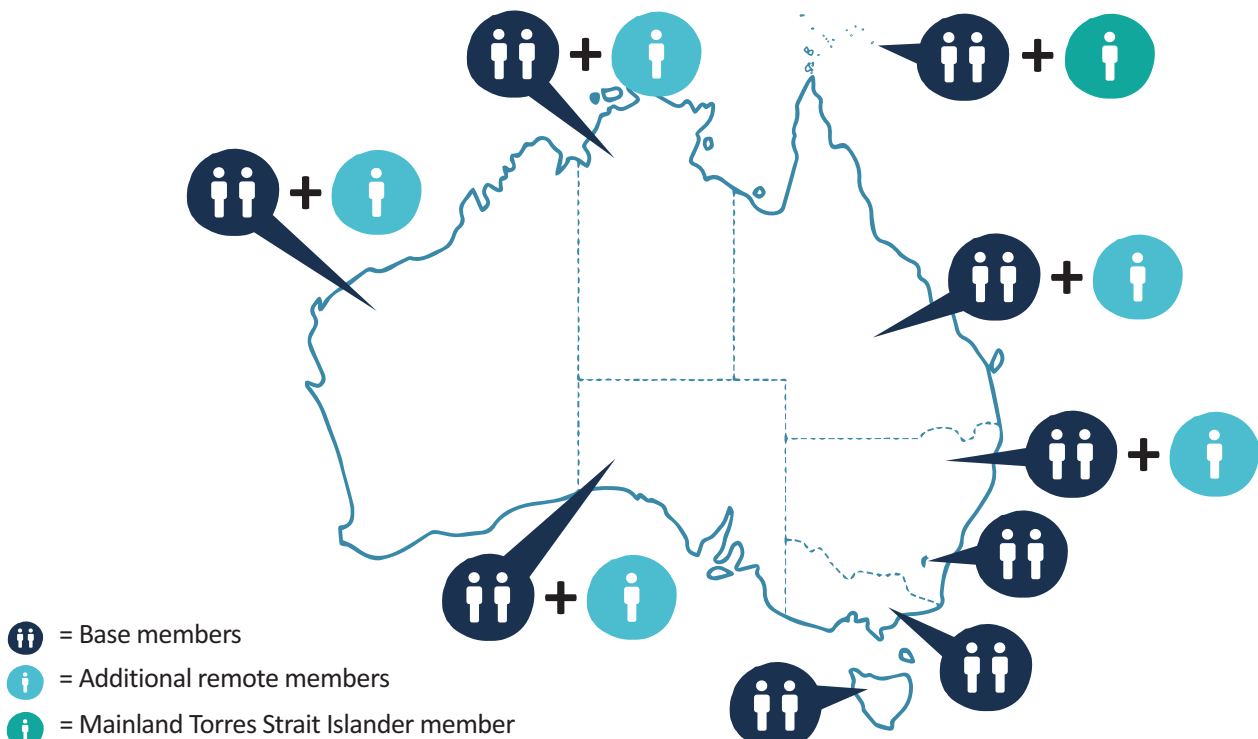 +
+
+
+
+
+
= Base members
= Additional remote members
= Mainland Torres Strait Islander member